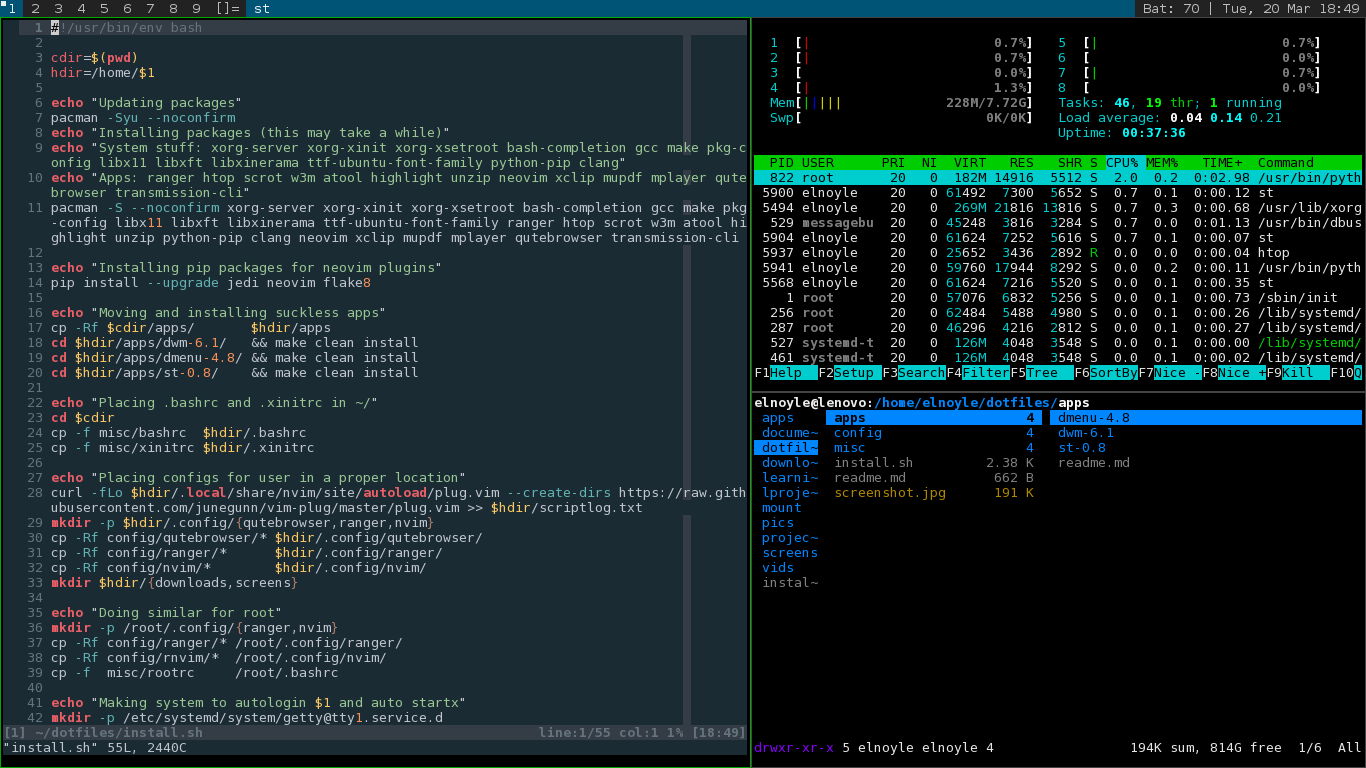 1 2 3 4 5 6 7 8 9 []= st Bat: 70 | Tue, 20 Mar 18:49
1 #!/usr/bin/env bash
2
3 cdir=$(pwd)
4 hdir=/home/$1
5
6 echo "Updating packages"
7 pacman -Syu --noconfirm
8 echo "Installing packages (this may take a while)"
9 echo "System stuff: xorg-server xorg-xinit xorg-xsetroot bash-completion gcc make pkg-c
onfig libx11 libxft libxinerama ttf-ubuntu-font-family python-pip clang"
10 echo "Apps: ranger htop scrot w3m atool highlight unzip neovim xclip mupdf mplayer qute
browser transmission-cli"
11 pacman -S --noconfirm xorg-server xorg-xinit xorg-xsetroot bash-completion gcc make pkg
-config libx11 libxft libxinerama ttf-ubuntu-font-family ranger htop scrot w3m atool hi
ghlight unzip python-pip clang neovim xclip mupdf mplayer qutebrowser transmission-cli
12
13 echo "Installing pip packages for neovim plugins"
14 pip install --upgrade jedi neovim flake8
15
16 echo "Moving and installing suckless apps"
17 cp -Rf $cdir/apps/       $hdir/apps
18 cd $hdir/apps/dwm-6.1/   && make clean install
19 cd $hdir/apps/dmenu-4.8/ && make clean install
20 cd $hdir/apps/st-0.8/    && make clean install
21
22 echo "Placing .bashrc and .xinitrc in ~/"
23 cd $cdir
24 cp -f misc/bashrc  $hdir/.bashrc
25 cp -f misc/xinitrc $hdir/.xinitrc
26
27 echo "Placing configs for user in a proper location"
28 curl -fLo $hdir/.local/share/nvim/site/autoload/plug.vim --create-dirs https://raw.gith
ubusercontent.com/junegunn/vim-plug/master/plug.vim >> $hdir/scriptlog.txt
29 mkdir -p $hdir/.config/{qutebrowser,ranger,nvim}
30 cp -Rf config/qutebrowser/* $hdir/.config/qutebrowser/
31 cp -Rf config/ranger/*      $hdir/.config/ranger/
32 cp -Rf config/nvim/*        $hdir/.config/nvim/
33 mkdir $hdir/{downloads,screens}
34
35 echo "Doing similar for root"
36 mkdir -p /root/.config/{ranger,nvim}
37 cp -Rf config/ranger/* /root/.config/ranger/
38 cp -Rf config/rnvim/*  /root/.config/nvim/
39 cp -f  misc/rootrc     /root/.bashrc
40
41 echo "Making system to autologin $1 and auto startx"
42 mkdir -p /etc/systemd/system/getty@tty1.service.d
[1] ~/dotfiles/install.sh line:1/55 col:1 1% [18:49]
"install.sh" 55L, 2440C
1 [| 0.7%] 5 [| 0.7%]
2 [| 0.7%] 6 [ 0.0%]
3 [ 0.0%] 7 [| 0.7%]
4 [| 1.3%] 8 [ 0.0%]
Mem[||||| 228M/7.72G] Tasks: 46, 19 thr; 1 running
Swp[ 0K/0K] Load average: 0.04 0.14 0.21
Uptime: 00:37:36
PID USER PRI NI VIRT RES SHR S CPU% MEM% TIME+ Command
822 root 20 0 182M 14916 5512 S 2.0 0.2 0:02.98 /usr/bin/pyth
5900 elnoyle 20 0 61492 7300 5652 S 0.7 0.1 0:00.12 st
5494 elnoyle 20 0 269M 21816 13816 S 0.7 0.3 0:00.68 /usr/lib/xorg
529 messagebu 20 0 45248 3816 3284 S 0.7 0.0 0:01.13 /usr/bin/dbus
5904 elnoyle 20 0 61624 7252 5616 S 0.7 0.1 0:00.07 st
5937 elnoyle 20 0 25652 3436 2892 R 0.0 0.0 0:00.04 htop
5941 elnoyle 20 0 59760 17944 8292 S 0.0 0.2 0:00.11 /usr/bin/pyth
5568 elnoyle 20 0 61624 7216 5520 S 0.0 0.1 0:00.35 st
1 root 20 0 57076 6832 5256 S 0.0 0.1 0:00.73 /sbin/init
256 root 20 0 62484 5488 4980 S 0.0 0.1 0:00.26 /lib/systemd/
287 root 20 0 46296 4216 2812 S 0.0 0.1 0:00.27 /lib/systemd/
527 systemd-t 20 0 126M 4048 3548 S 0.0 0.1 0:00.00 /lib/systemd/
461 systemd-t 20 0 126M 4048 3548 S 0.0 0.1 0:00.02 /lib/systemd/
F1Help F2Setup F3SearchF4FilterF5Tree F6SortByF7Nice -F8Nice +F9Kill F10Q
elnoyle@lenovo:/home/elnoyle/dotfiles/apps
apps apps 4 dmenu-4.8
docume~ config 4 dwm-6.1
dotfil~ misc 4 st-0.8
downlo~ install.sh 2.38 K readme.md
learni~ readme.md 662 B
lproje~ screenshot.jpg 191 K
mount
pics
projec~
screens
vids
instal~
drwxr-xr-x 5 elnoyle elnoyle 4 194K sum, 814G free 1/6 All